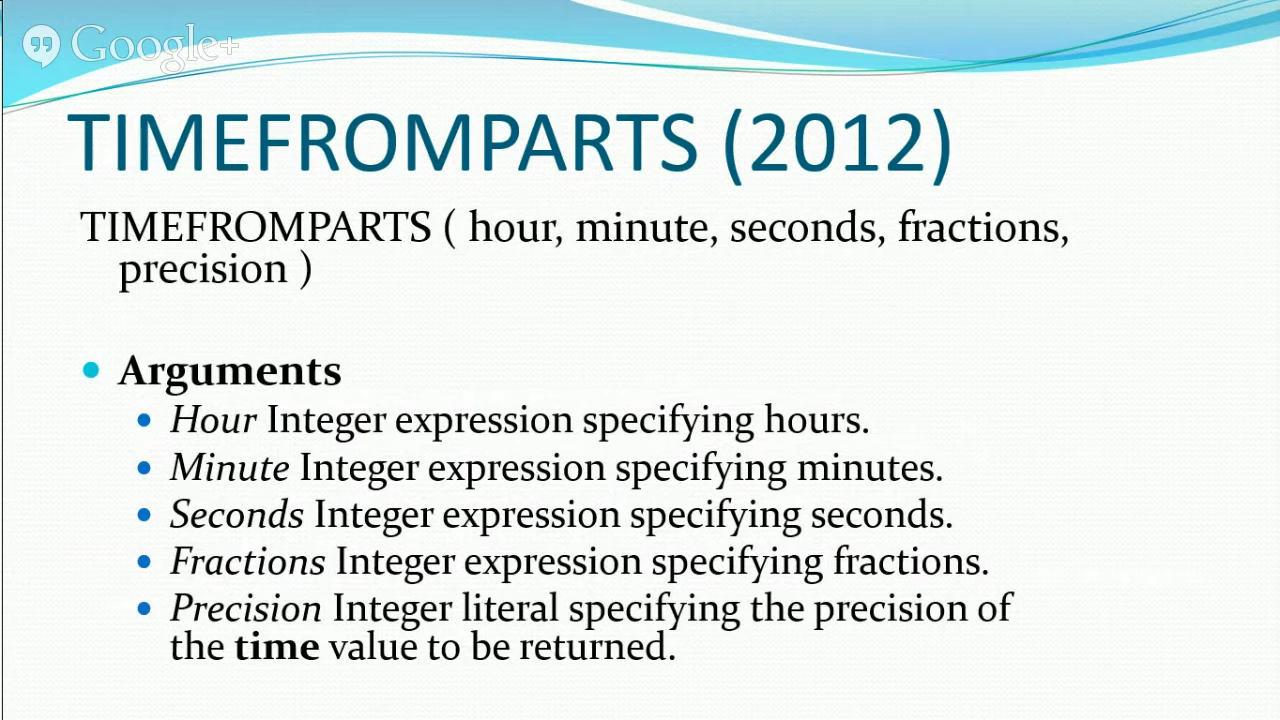 Google+
TIMEFROMPARTS (2012)
TIMEFROMPARTS ( hour, minute, seconds, fractions,
precision )
Arguments
Hour Integer expression specifying hours.
Minute Integer expression specifying minutes.
Seconds Integer expression specifying seconds.
Fractions Integer expression specifying fractions.
Precision Integer literal specifying the precision of
the time value to be returned.